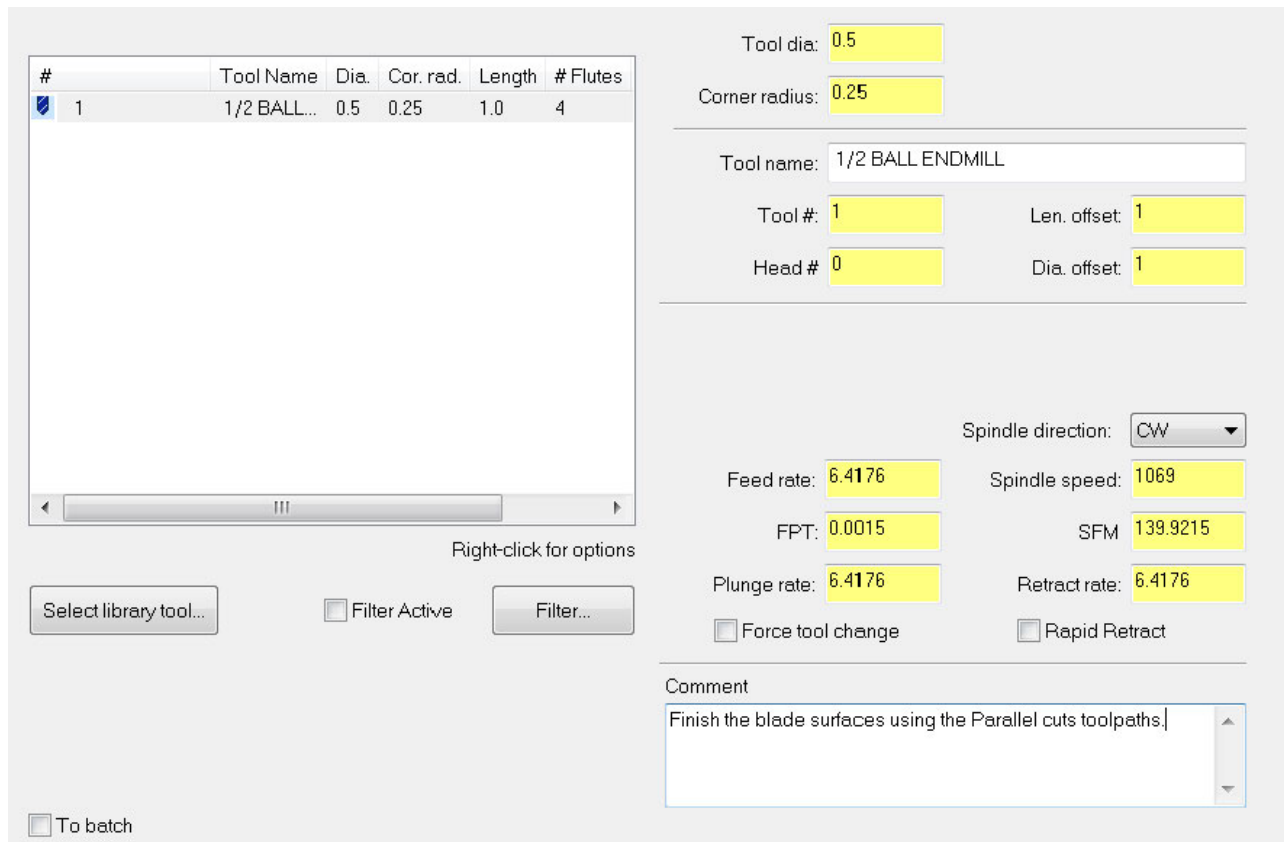 # Tool Name Dia. Cor. rad. Length # Flutes
1 1/2 BALL... 0.5 0.25 1.0 4
Right-click for options
Select library tool...
Filter Active
Filter...
To batch
Tool dia: 0.5
Corner radius: 0.25
Tool name: 1/2 BALL ENDMILL
Tool #: 1 Len. offset: 1
Head # 0 Dia. offset: 1
Spindle direction: CW
Feed rate: 6.4176 Spindle speed: 1069
FPT: 0.0015 SFM 139.9215
Plunge rate: 6.4176 Retract rate: 6.4176
Force tool change Rapid Retract
Comment
Finish the blade surfaces using the Parallel cuts toolpaths.